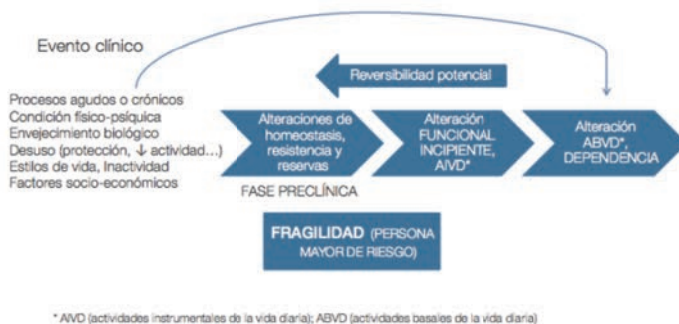 Evento clínico
Reversibilidad potencial
Procesos agudos o crónicos
Condición físico-psíquica
Envejecimiento biológico
Desuso (protección, ↓ actividad...)
Estilos de vida, Inactividad
Factores socio-económicos
Alteraciones de
homeostasis,
resistencia y
reservas
Alteración
FUNCIONAL
INCIPIENTE,
AIVD*
Alteración
ABVD*,
DEPENDENCIA
FASE PRECLÍNICA
FRAGILIDAD (PERSONA
MAYOR DE RIESGO)
* AIVD (actividades instrumentales de la vida diaria); ABVD (actividades basales de la vida diaria)